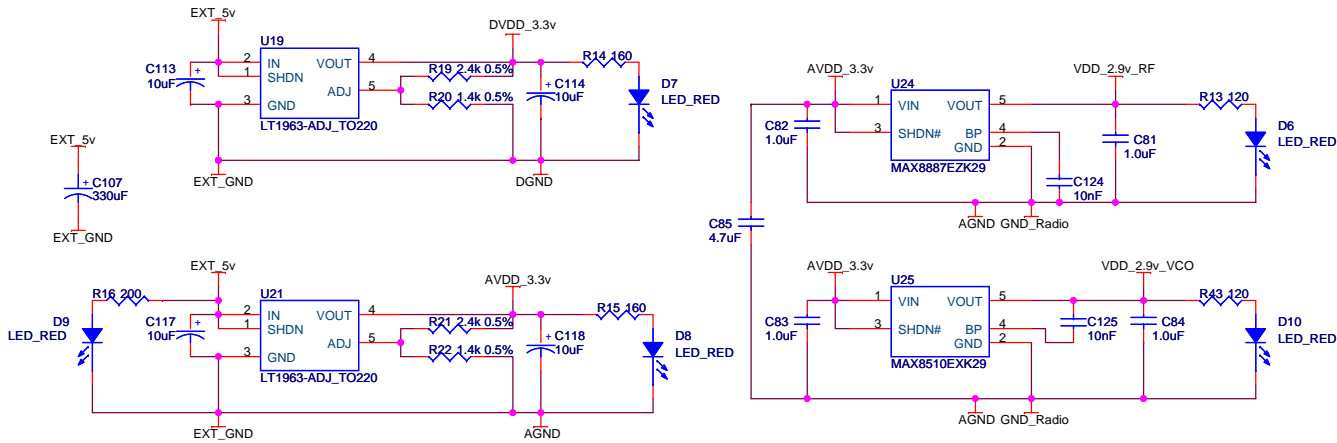 EXT_5v
DVDD_3.3v
U19
2 IN VOUT 4
1 SHDN
ADJ 5
3 GND
LT1963-ADJ_TO220
C113
10uF
R19 2.4k 0.5%
R20 1.4k 0.5%
C114
10uF
R14 160
D7
LED_RED
EXT_GND
DGND
EXT_5v
C107
330uF
EXT_GND
EXT_5v
AVDD_3.3v
R16 200
D9
LED_RED
C117
10uF
U21
2 IN VOUT 4
1 SHDN
ADJ 5
3 GND
LT1963-ADJ_TO220
R21 2.4k 0.5%
R22 1.4k 0.5%
C118
10uF
R15 160
D8
LED_RED
EXT_GND
AGND
AVDD_3.3v
VDD_2.9v_RF
U24
1 VIN VOUT 5
3 SHDN# BP 4
GND 2
MAX8887EZK29
C82
1.0uF
C81
1.0uF
C124
10nF
R13 120
D6
LED_RED
C85
4.7uF
AGND GND_Radio
AVDD_3.3v
VDD_2.9v_VCO
U25
1 VIN VOUT 5
3 SHDN# BP 4
GND 2
MAX8510EXK29
C83
1.0uF
C125
10nF
C84
1.0uF
R43 120
D10
LED_RED
AGND GND_Radio